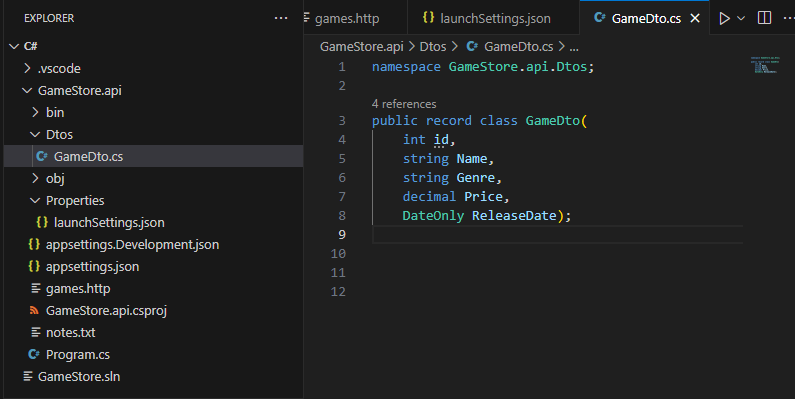 EXPLORER ...
C#
.vscode
GameStore.api
bin
Dtos
C# GameDto.cs
obj
Properties
{} launchSettings.json
{} appsettings.Development.json
{} appsettings.json
games.http
GameStore.api.csproj
notes.txt
C# Program.cs
GameStore.sln
games.http {} launchSettings.json C# GameDto.cs
GameStore.api > Dtos > C# GameDto.cs > ...
1 namespace GameStore.api.Dtos;
2
4 references
3 public record class GameDto(
4 int id,
5 string Name,
6 string Genre,
7 decimal Price,
8 DateOnly ReleaseDate);
9
10
11
12